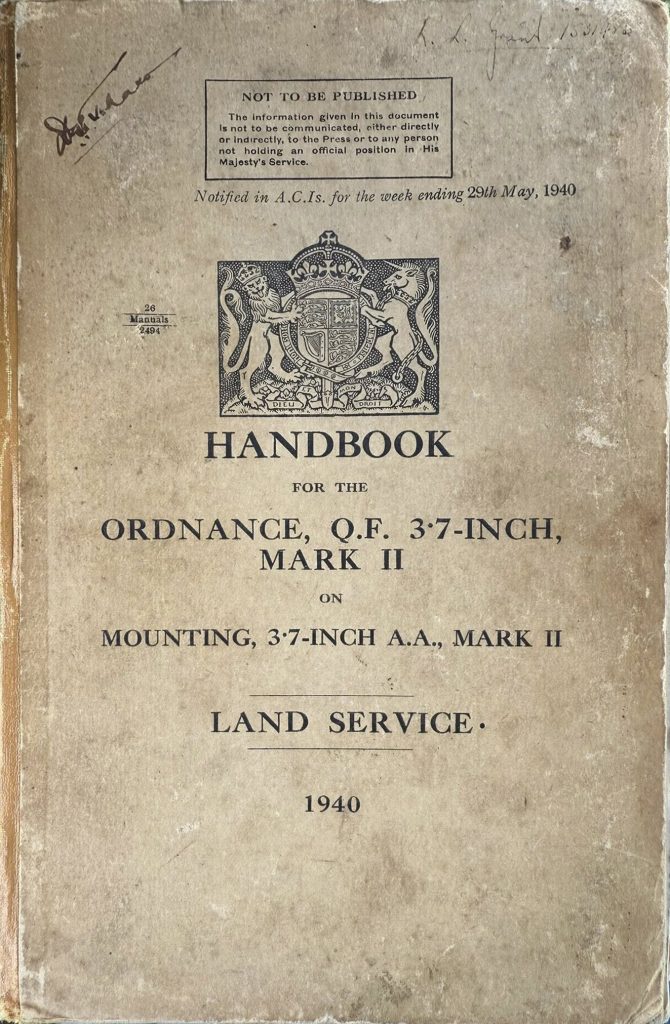 L. L. Grant
NOT TO BE PUBLISHED
The information given in this document
is not to be communicated, either directly
or indirectly, to the Press or to any person
not holding an official position in His
Majesty's Service.
Notified in A.C.Is. for the week ending 29th May, 1940
26
Manuals
2494
DIEU ON DROIT
HANDBOOK
FOR THE
ORDNANCE, Q.F. 3·7-INCH,
MARK II
ON
MOUNTING, 3·7-INCH A.A., MARK II
LAND SERVICE·
1940